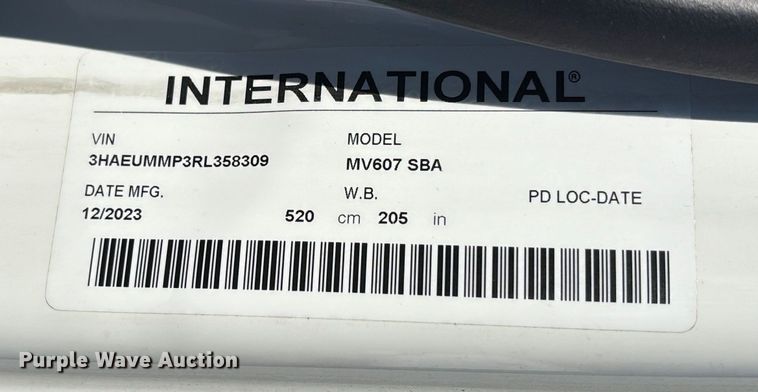 INTERNATIONAL®
VIN MODEL
3HAEUMMP3RL358309 MV607 SBA
DATE MFG. W.B. PD LOC-DATE
12/2023 520 cm 205 in
Purple Wave Auction